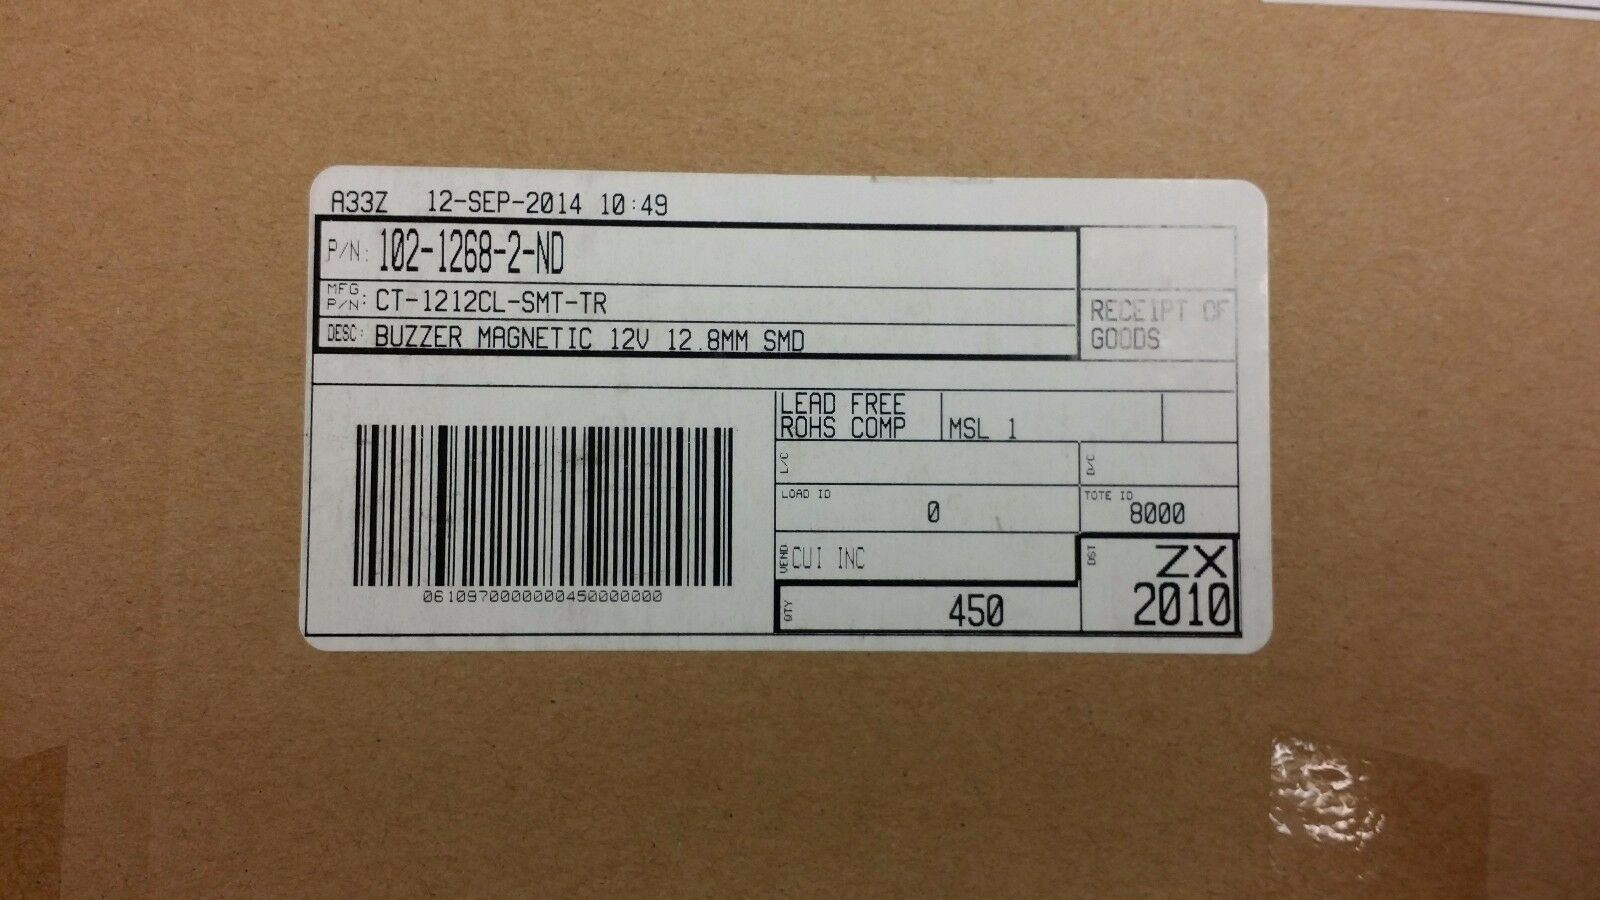 A33Z 12-SEP-2014 10:49
P/N: 102-1268-2-ND
MFG P/N: CT-1212CL-SMT-TR
DESC: BUZZER MAGNETIC 12V 12.8MM SMD
RECEIPT OF
GOODS
LEAD FREE
ROHS COMP
MSL 1
L/C
D/C
LOAD ID
0
TOTE ID
8000
VEND CUI INC
DST ZX
2010
QTY 450
0610970000000450000000